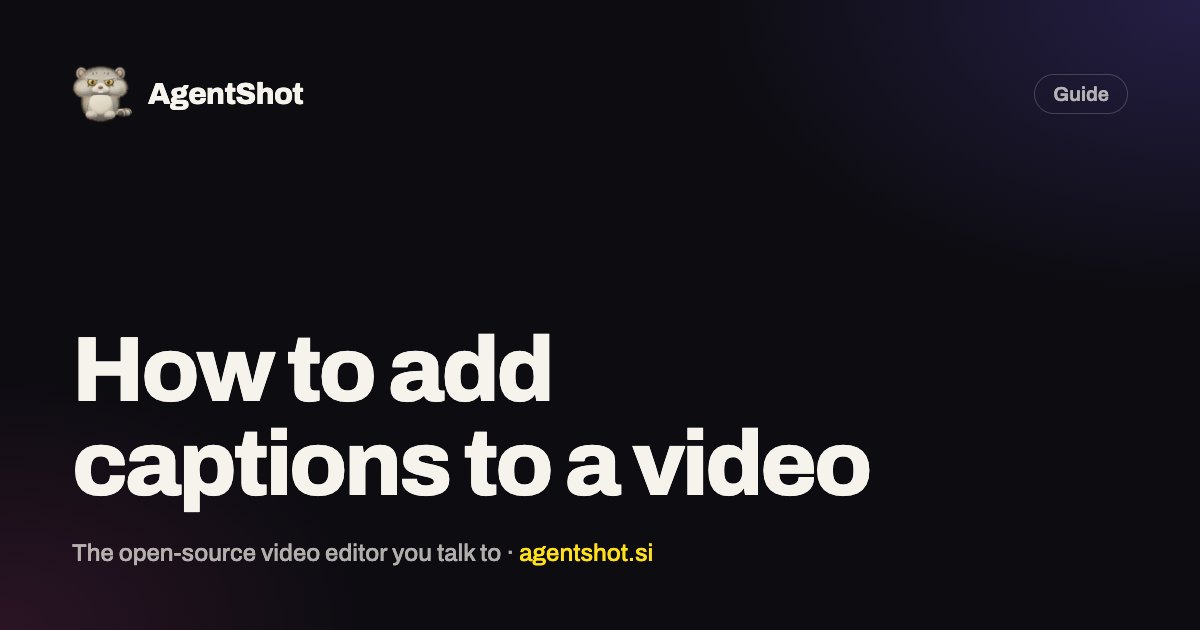 AgentShot
Guide
How to add
captions to a video
The open-source video editor you talk to · agentshot.si